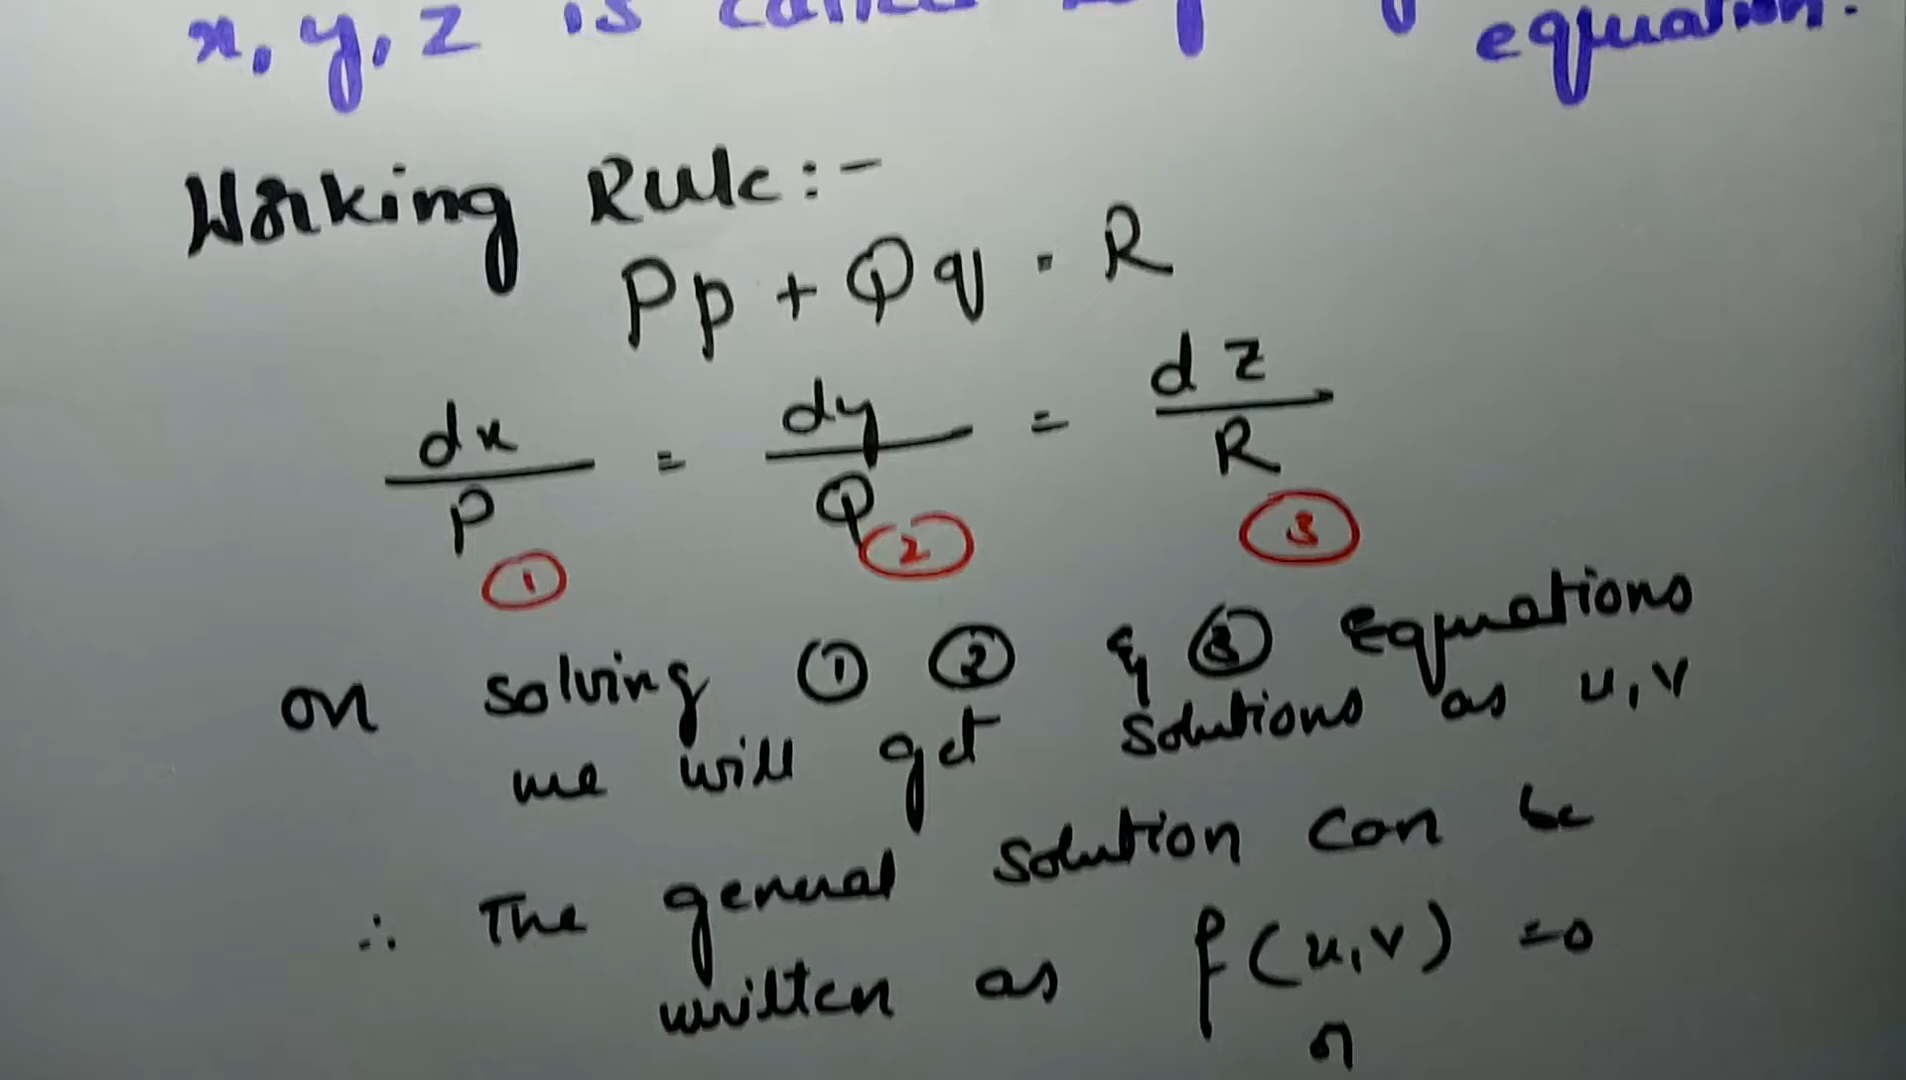 x, y, z is called equation.
Working Rule:-
Pp + Qq = R
dx/P = dy/Q = dz/R
① ② ③
on solving ① ② & ③ Equations
we will get solutions as u, v
∴ The general solution can be
written as f(u, v) = 0